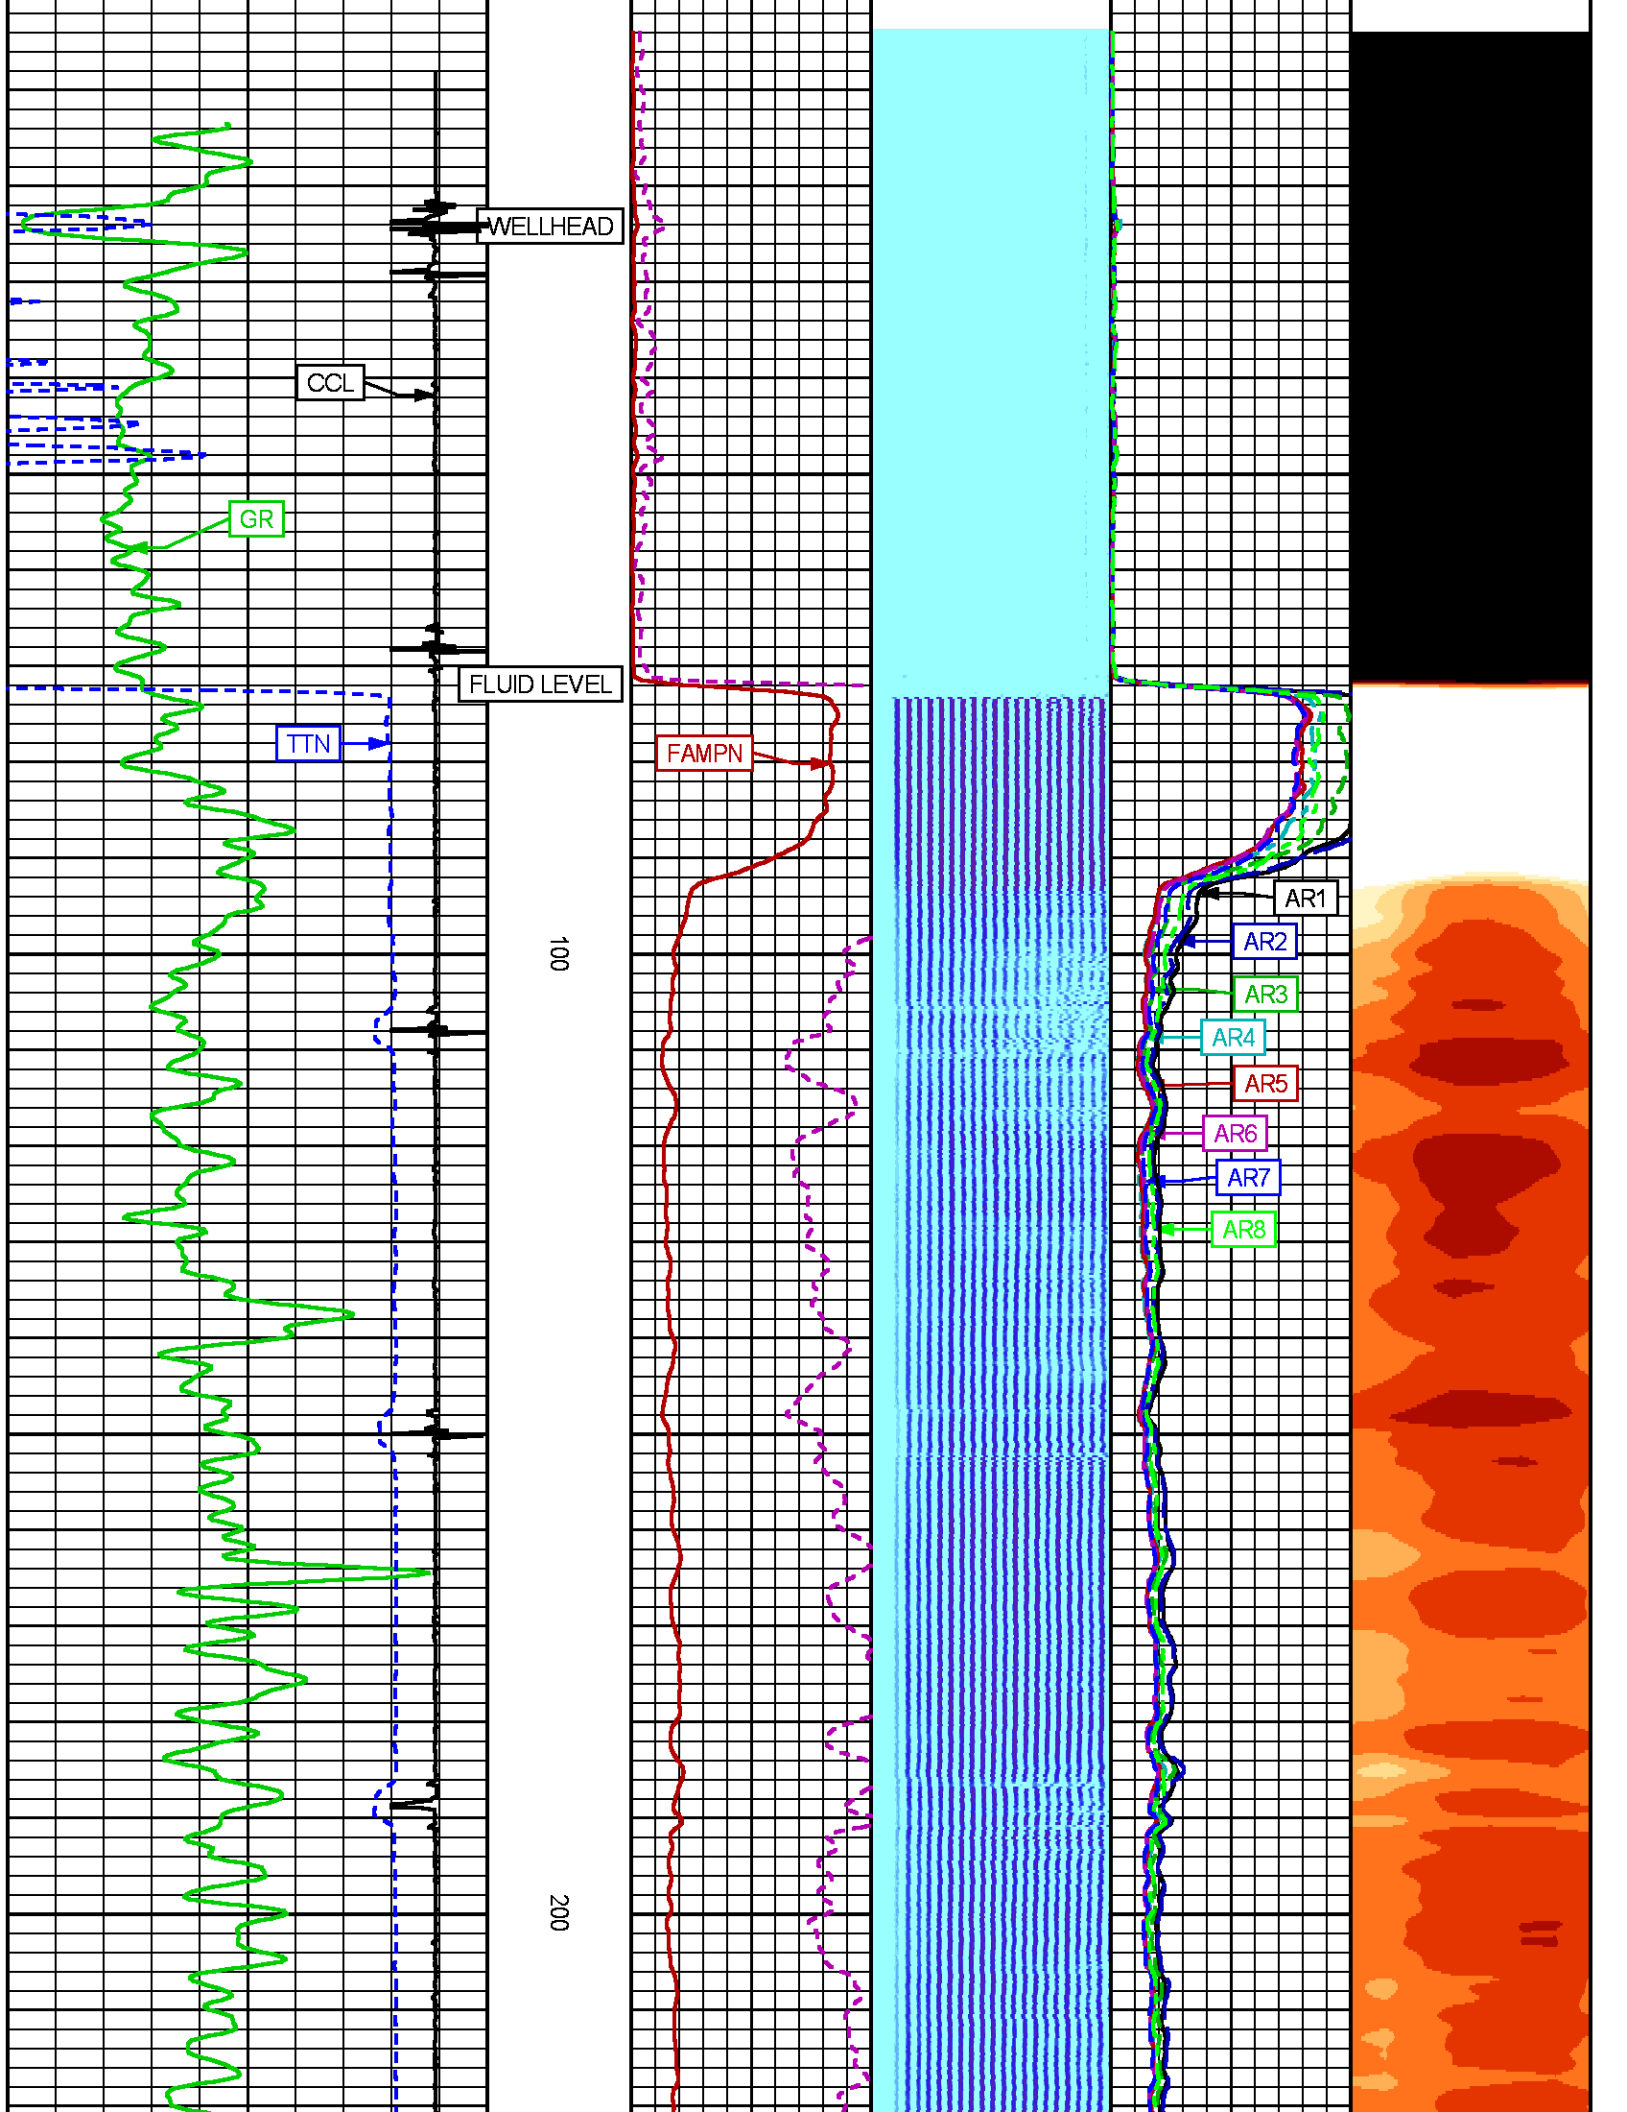 WELLHEAD
CCL
GR
FLUID LEVEL
TTN
FAMPN
AR1
AR2
100
AR3
AR4
AR5
AR6
AR7
AR8
200